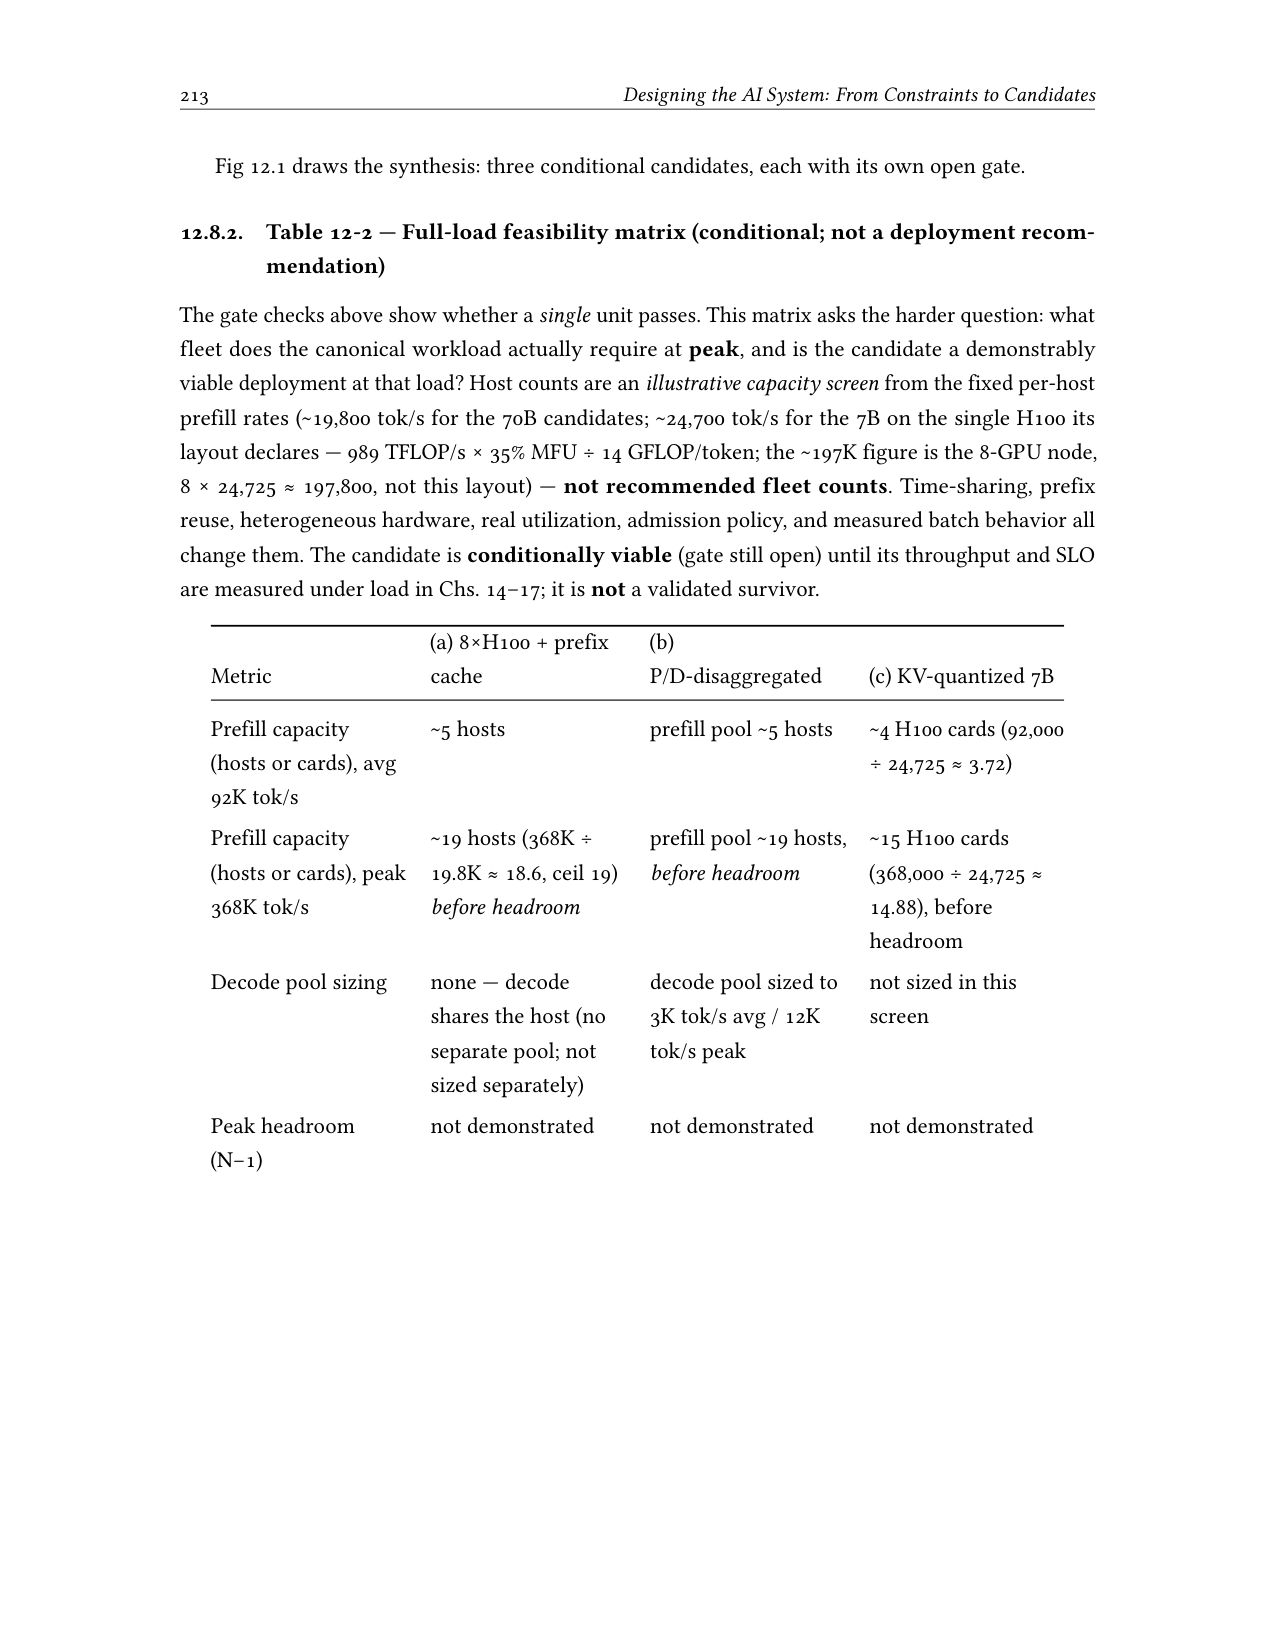 213 Designing the AI System: From Constraints to Candidates
Fig 12.1 draws the synthesis: three conditional candidates, each with its own open gate.
12.8.2. Table 12-2 — Full-load feasibility matrix (conditional; not a deployment recom-
mendation)
The gate checks above show whether a single unit passes. This matrix asks the harder question: what
fleet does the canonical workload actually require at peak, and is the candidate a demonstrably
viable deployment at that load? Host counts are an illustrative capacity screen from the fixed per-host
prefill rates (~19,800 tok/s for the 70B candidates; ~24,700 tok/s for the 7B on the single H100 its
layout declares — 989 TFLOP/s × 35% MFU ÷ 14 GFLOP/token; the ~197K figure is the 8-GPU node,
8 × 24,725 ≈ 197,800, not this layout) — not recommended fleet counts. Time-sharing, prefix
reuse, heterogeneous hardware, real utilization, admission policy, and measured batch behavior all
change them. The candidate is conditionally viable (gate still open) until its throughput and SLO
are measured under load in Chs. 14–17; it is not a validated survivor.
(a) 8×H100 + prefix (b)
Metric cache P/D-disaggregated (c) KV-quantized 7B
Prefill capacity ~5 hosts prefill pool ~5 hosts ~4 H100 cards (92,000
(hosts or cards), avg ÷ 24,725 ≈ 3.72)
92K tok/s
Prefill capacity ~19 hosts (368K ÷ prefill pool ~19 hosts, ~15 H100 cards
(hosts or cards), peak 19.8K ≈ 18.6, ceil 19) before headroom (368,000 ÷ 24,725 ≈
368K tok/s before headroom 14.88), before
headroom
Decode pool sizing none — decode decode pool sized to not sized in this
shares the host (no 3K tok/s avg / 12K screen
separate pool; not tok/s peak
sized separately)
Peak headroom not demonstrated not demonstrated not demonstrated
(N–1)